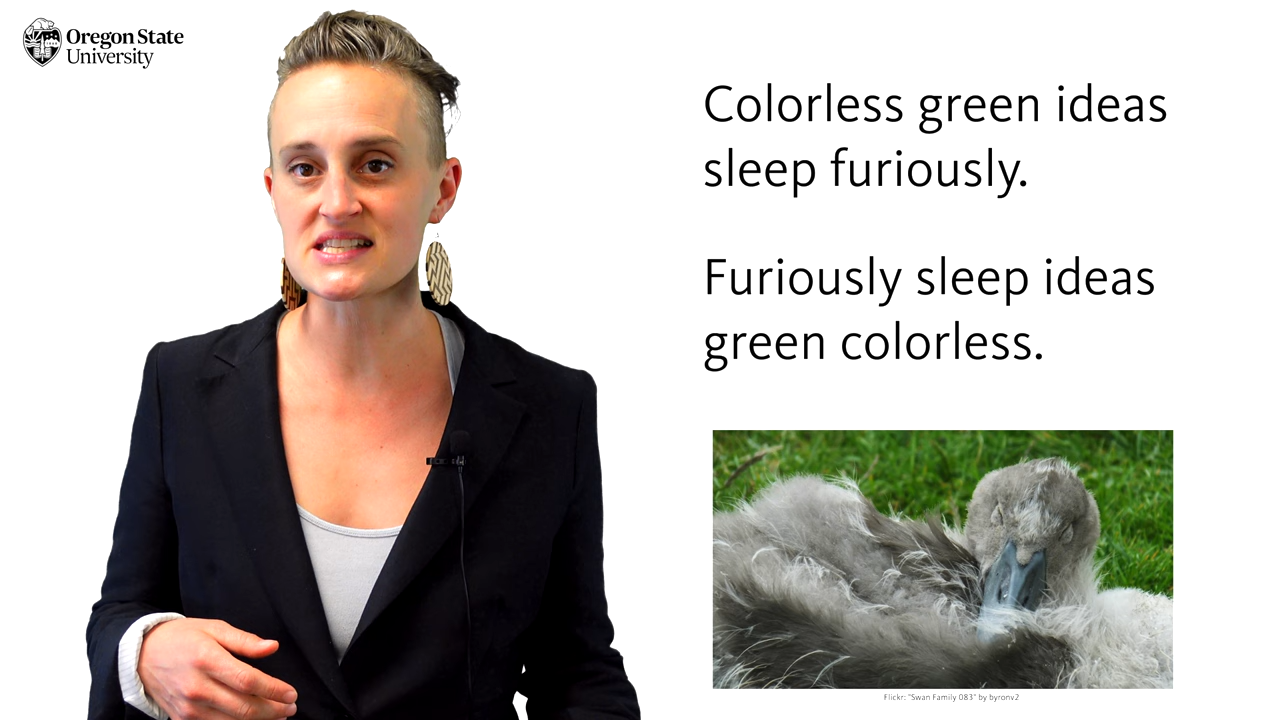 Oregon State
University
Colorless green ideas
sleep furiously.
Furiously sleep ideas
green colorless.
Flickr: "Swan Family 083" by byronv2